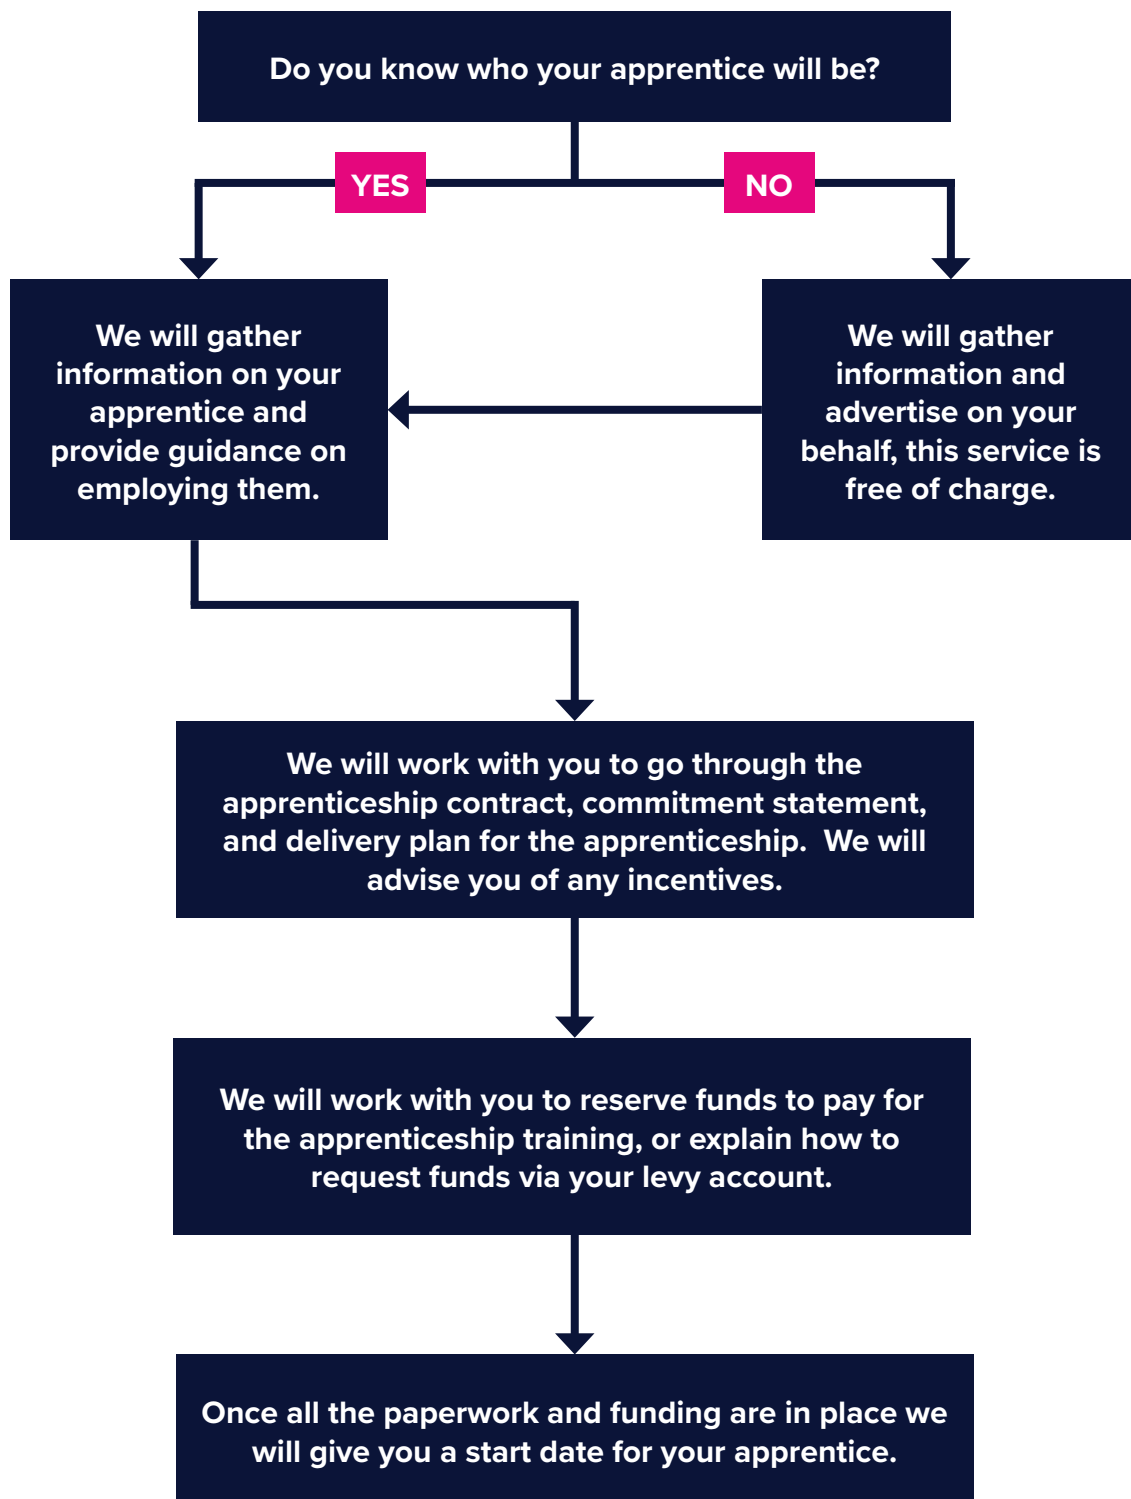 Do you know who your apprentice will be?
YES
NO
We will gather
information on your
apprentice and
provide guidance on
employing them.
We will gather
information and
advertise on your
behalf, this service is
free of charge.
We will work with you to go through the
apprenticeship contract, commitment statement,
and delivery plan for the apprenticeship.  We will
advise you of any incentives.
We will work with you to reserve funds to pay for
the apprenticeship training, or explain how to
request funds via your levy account.
Once all the paperwork and funding are in place we
will give you a start date for your apprentice.